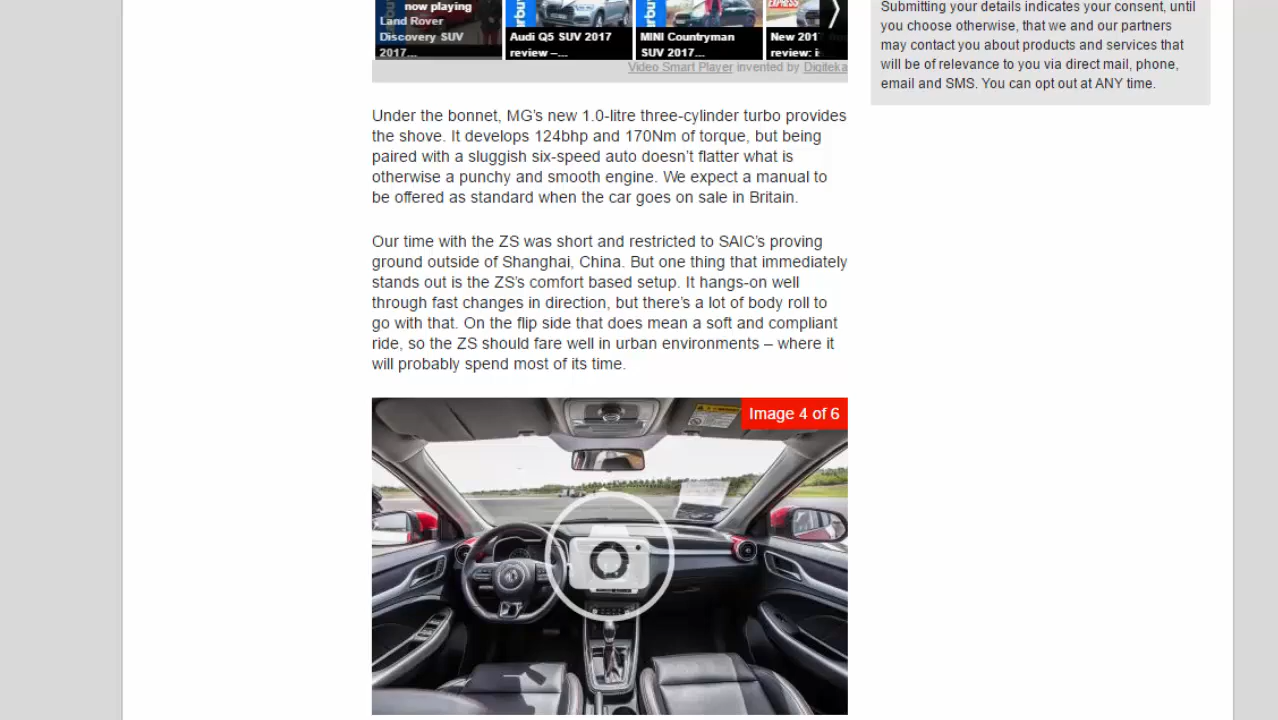 now playing
Land Rover
Discovery SUV
2017...
Audi Q5 SUV 2017
review –...
MINI Countryman
SUV 2017...
EXPRESS
New 2017
review: i
Video Smart Player invented by Digiteka
Submitting your details indicates your consent, until
you choose otherwise, that we and our partners
may contact you about products and services that
will be of relevance to you via direct mail, phone,
email and SMS. You can opt out at ANY time.
Under the bonnet, MG’s new 1.0-litre three-cylinder turbo provides
the shove. It develops 124bhp and 170Nm of torque, but being
paired with a sluggish six-speed auto doesn’t flatter what is
otherwise a punchy and smooth engine. We expect a manual to
be offered as standard when the car goes on sale in Britain.
Our time with the ZS was short and restricted to SAIC’s proving
ground outside of Shanghai, China. But one thing that immediately
stands out is the ZS’s comfort based setup. It hangs-on well
through fast changes in direction, but there’s a lot of body roll to
go with that. On the flip side that does mean a soft and compliant
ride, so the ZS should fare well in urban environments – where it
will probably spend most of its time.
Image 4 of 6